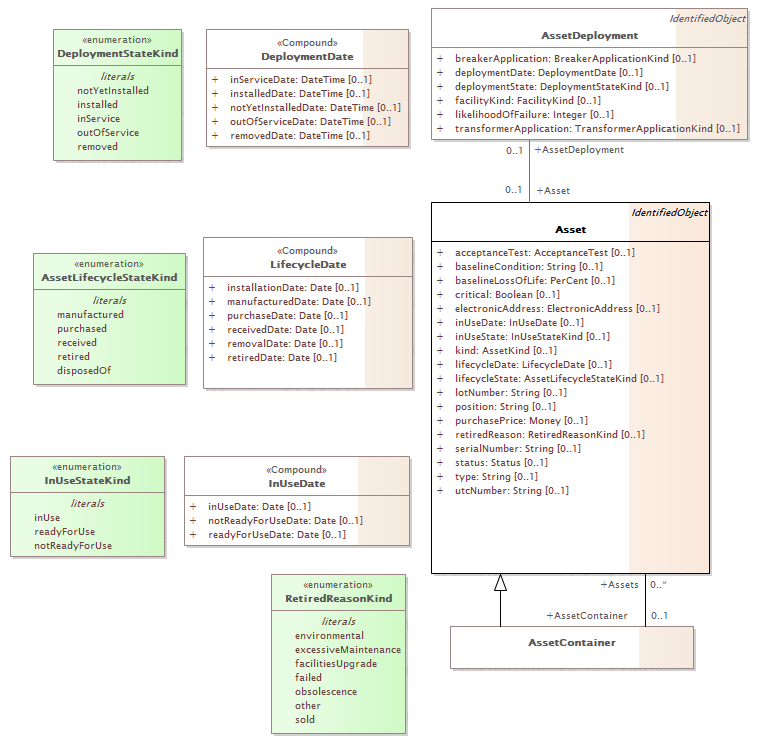 «enumeration»
DeploymentStateKind
literals
notYetInstalled
installed
inService
outOfService
removed
«Compound»
DeploymentDate
+ inServiceDate: DateTime [0..1]
+ installedDate: DateTime [0..1]
+ notYetInstalledDate: DateTime [0..1]
+ outOfServiceDate: DateTime [0..1]
+ removedDate: DateTime [0..1]
IdentifiedObject
AssetDeployment
+ breakerApplication: BreakerApplicationKind [0..1]
+ deploymentDate: DeploymentDate [0..1]
+ deploymentState: DeploymentStateKind [0..1]
+ facilityKind: FacilityKind [0..1]
+ likelihoodOfFailure: Integer [0..1]
+ transformerApplication: TransformerApplicationKind [0..1]
0..1 +AssetDeployment
0..1 +Asset
«enumeration»
AssetLifecycleStateKind
literals
manufactured
purchased
received
retired
disposedOf
«Compound»
LifecycleDate
+ installationDate: Date [0..1]
+ manufacturedDate: Date [0..1]
+ purchaseDate: Date [0..1]
+ receivedDate: Date [0..1]
+ removalDate: Date [0..1]
+ retiredDate: Date [0..1]
IdentifiedObject
Asset
+ acceptanceTest: AcceptanceTest [0..1]
+ baselineCondition: String [0..1]
+ baselineLossOfLife: PerCent [0..1]
+ critical: Boolean [0..1]
+ electronicAddress: ElectronicAddress [0..1]
+ inUseDate: InUseDate [0..1]
+ inUseState: InUseStateKind [0..1]
+ kind: AssetKind [0..1]
+ lifecycleDate: LifecycleDate [0..1]
+ lifecycleState: AssetLifecycleStateKind [0..1]
+ lotNumber: String [0..1]
+ position: String [0..1]
+ purchasePrice: Money [0..1]
+ retiredReason: RetiredReasonKind [0..1]
+ serialNumber: String [0..1]
+ status: Status [0..1]
+ type: String [0..1]
+ utcNumber: String [0..1]
«enumeration»
InUseStateKind
literals
inUse
readyForUse
notReadyForUse
«Compound»
InUseDate
+ inUseDate: Date [0..1]
+ notReadyForUseDate: Date [0..1]
+ readyForUseDate: Date [0..1]
«enumeration»
RetiredReasonKind
literals
environmental
excessiveMaintenance
facilitiesUpgrade
failed
obsolescence
other
sold
+Assets 0..*
+AssetContainer 0..1
AssetContainer